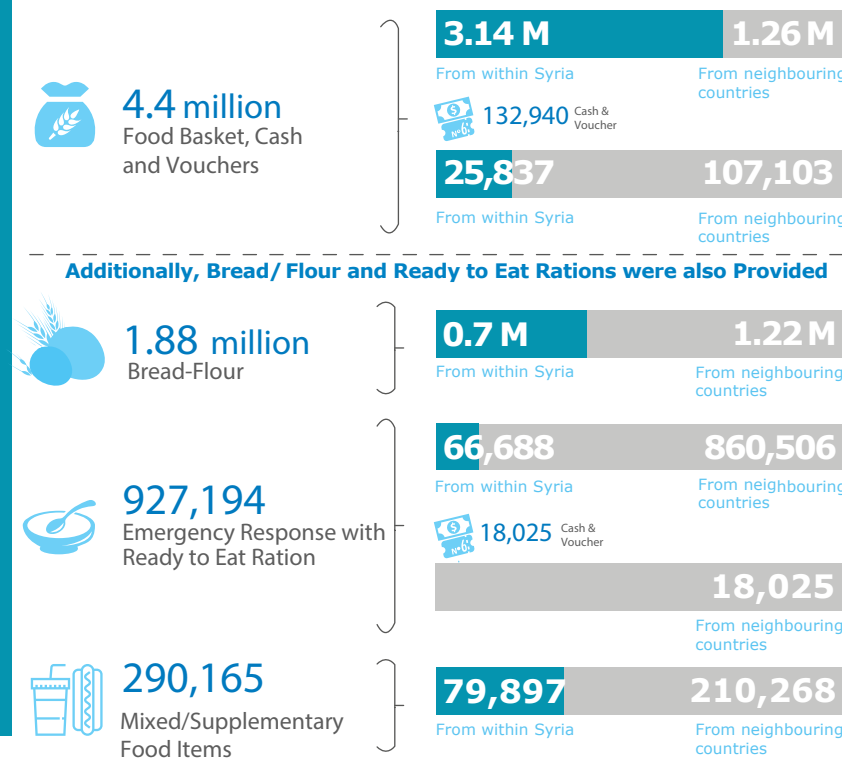 4.4 million
Food Basket, Cash
and Vouchers
3.14 M 1.26 M
From within Syria From neighbouring
countries
132,940 Cash &
Voucher
25,837 107,103
From within Syria From neighbouring
countries
Additionally, Bread/ Flour and Ready to Eat Rations were also Provided
1.88 million
Bread-Flour
0.7 M 1.22 M
From within Syria From neighbouring
countries
927,194
Emergency Response with
Ready to Eat Ration
66,688 860,506
From within Syria From neighbouring
countries
18,025 Cash &
Voucher
18,025
From neighbouring
countries
290,165
Mixed/Supplementary
Food Items
79,897 210,268
From within Syria From neighbouring
countries